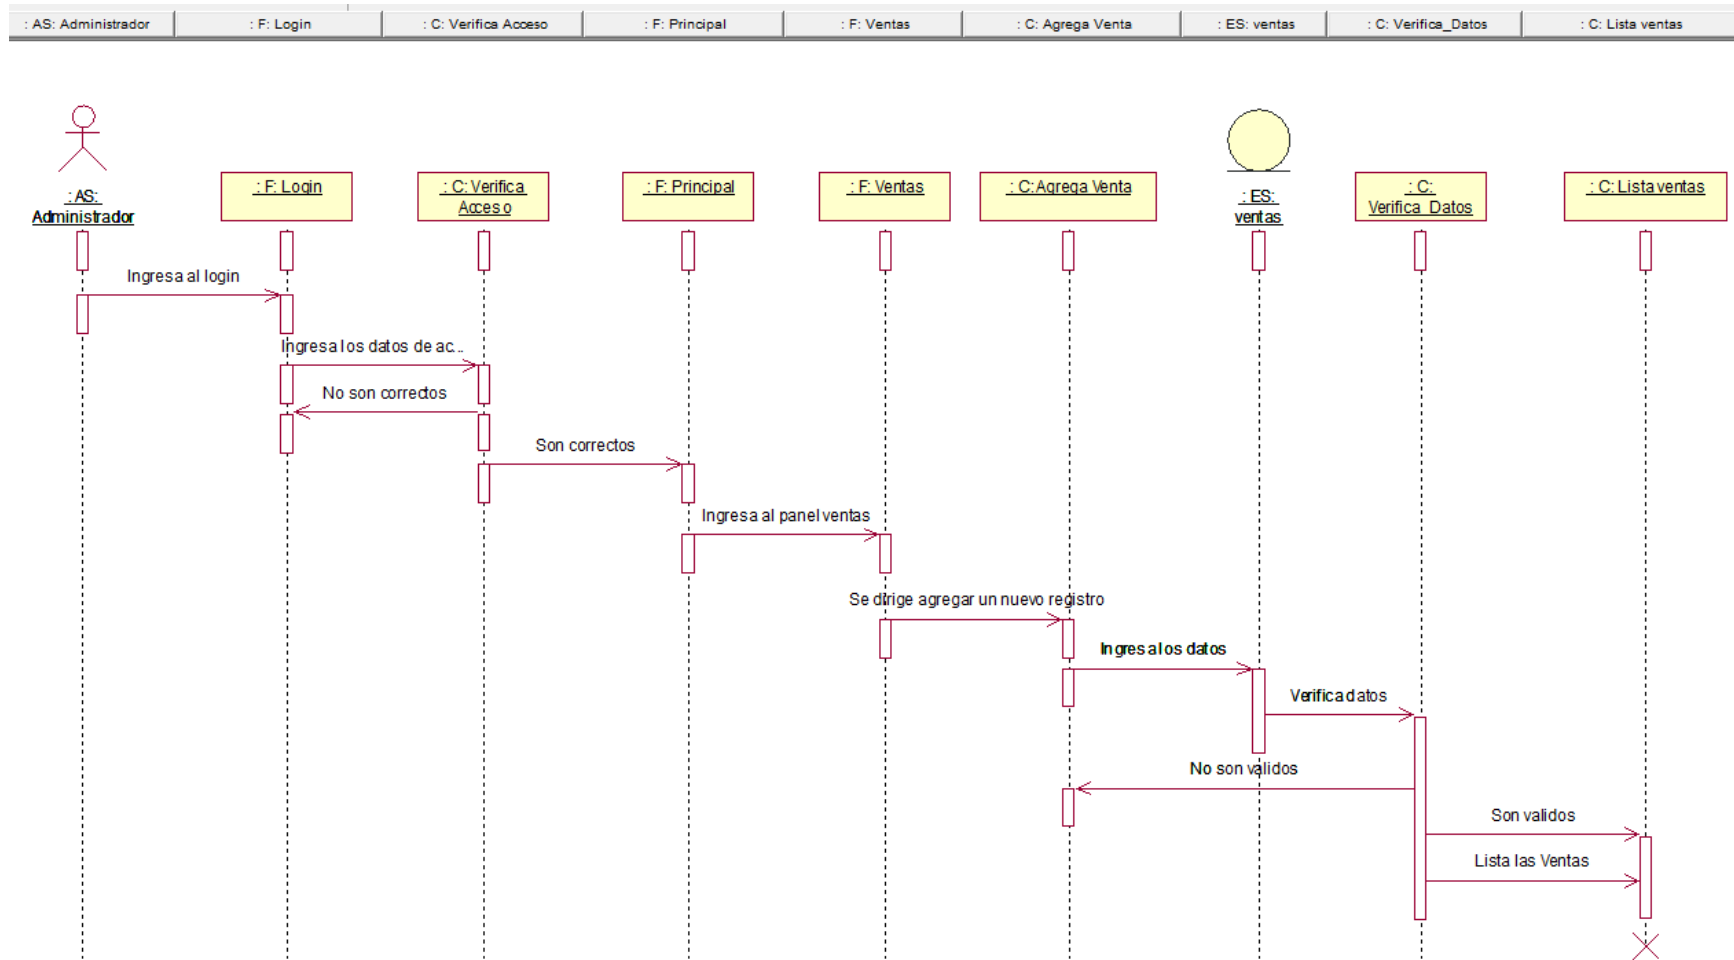 : AS: Administrador
: F: Login
: C: Verifica Acceso
: F: Principal
: F: Ventas
: C: Agrega Venta
: ES: ventas
: C: Verifica_Datos
: C: Lista ventas
: AS:
Administrador
: F: Login
: C: Verifica
Acceso
: F: Principal
: F: Ventas
: C: Agrega Venta
: ES:
ventas
: C:
Verifica_Datos
: C: Lista ventas
Ingresa al login
Ingresa los datos de ac...
No son correctos
Son correctos
Ingresa al panel ventas
Se dirige agregar un nuevo registro
Ingresa los datos
Verifica datos
No son validos
Son validos
Lista las Ventas